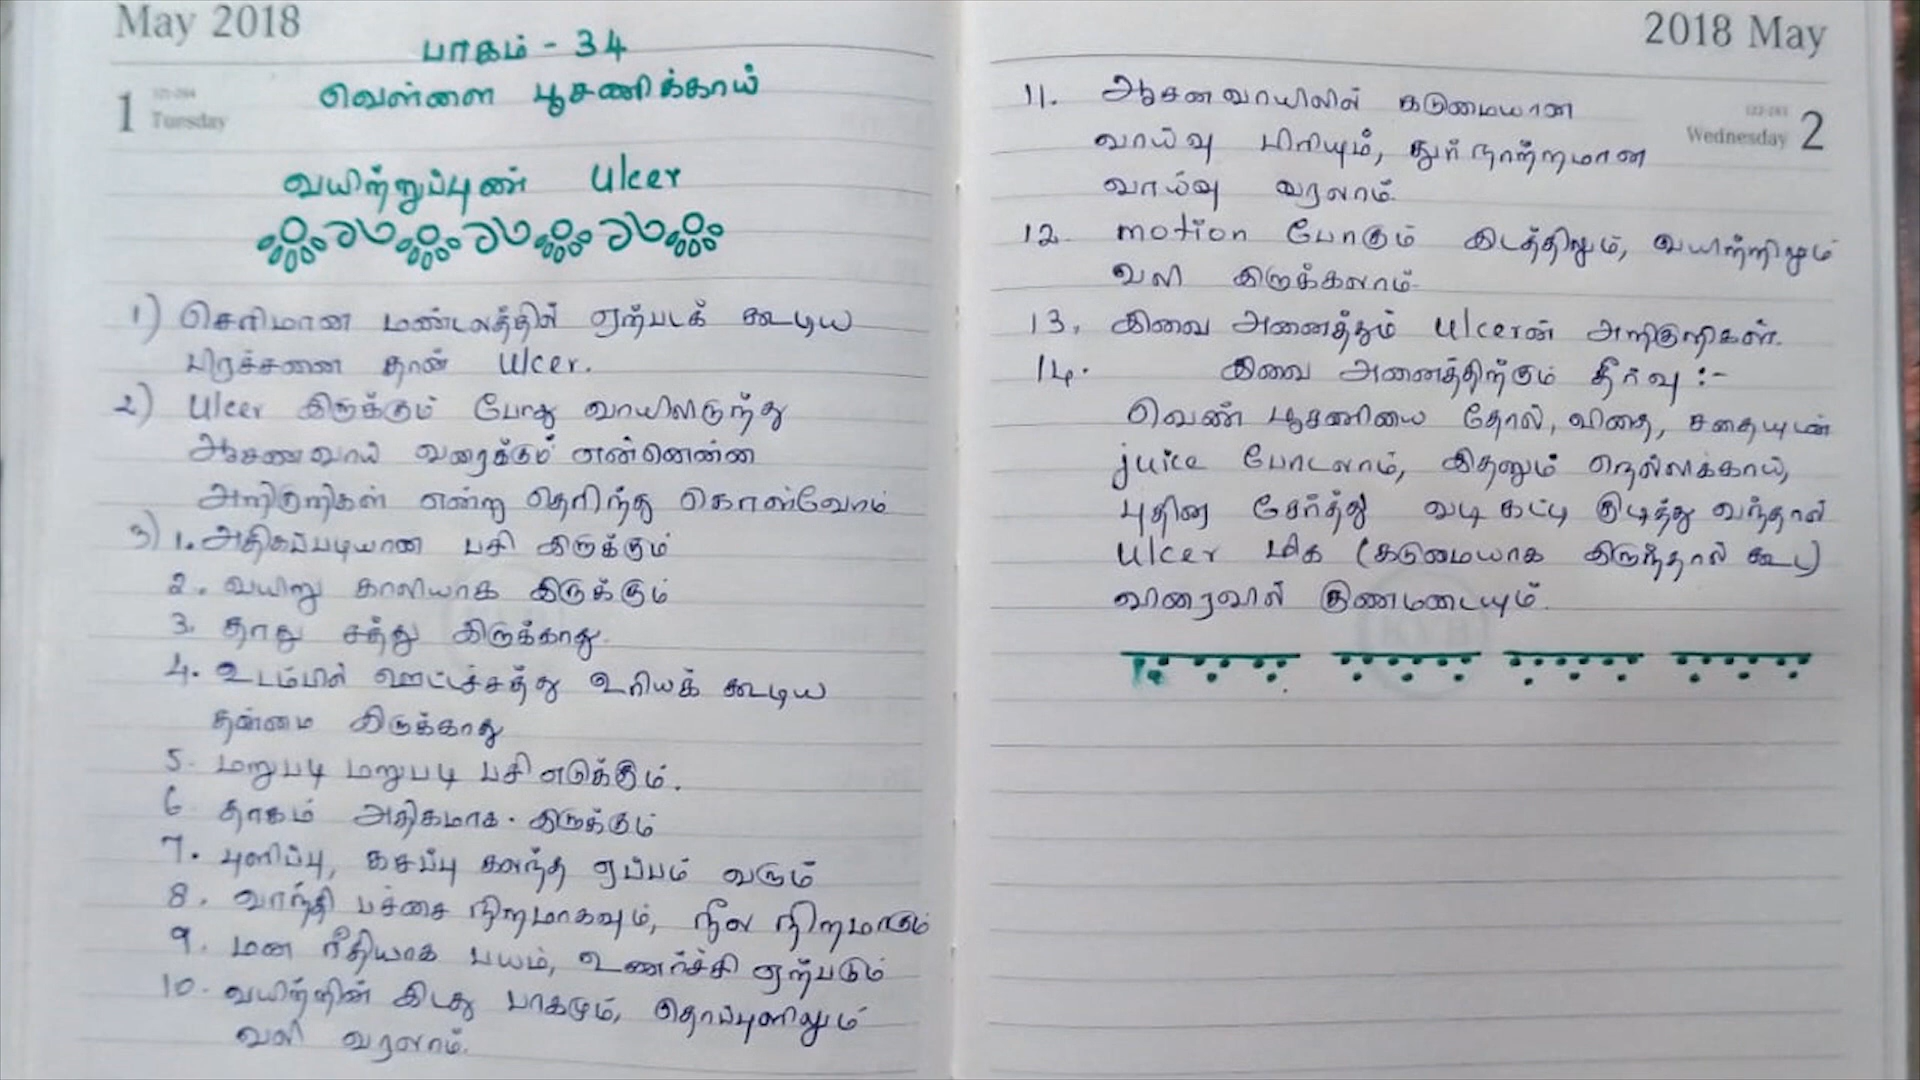 May 2018
பாகம் - 34
வெள்ளை பூசணிக்காய்
1 Tuesday
வயிற்றுப்புண் Ulcer
1) செரிமான மண்டலத்தில் ஏற்படக் கூடிய
பிரச்சனை தான் Ulcer.
2) Ulcer இருக்கும் போது வாயிலிருந்து
ஆசணவாய் வரைக்கும் என்னென்ன
அறிகுறிகள் என்று தெரிந்து கொள்வோம்
3) 1. அதிகப்படியான பசி இருக்கும்
2. வயிறு காலியாக இருக்கும்
3. தாது சத்து இருக்காது.
4. உடம்பில் ஊட்டச்சத்து உரியக் கூடிய
தன்மை இருக்காது
5. மறுபடி மறுபடி பசி எடுக்கும்.
6 தாகம் அதிகமாக இருக்கும்
7. புளிப்பு, கசப்பு கலந்த ஏப்பம் வரும்
8. வாந்தி பச்சை நிறமாகவும், நீல நிறமாகும்
9. மன ரீதியாக பயம், உணர்ச்சி ஏற்படும்
10. வயிற்றின் இடது பாகமும், தொப்புளிலும்
வலி வரலாம்.
2018 May
Wednesday 2
11. ஆசனவாயிலில் கடுமையான
வாய்வு பிரியும், துர்நாற்றமான
வாய்வு வரலாம்.
12. motion போகும் இடத்திலும், வயிற்றிலும்
வலி இருக்கலாம்.
13. இவை அனைத்தும் Ulcerன் அறிகுறிகள்.
14. இவை அனைத்திற்கும் தீர்வு :-
வெண் பூசணியை தோல், விதை, சதையுடன்
juice போடலாம், இதனும் நெல்லிக்காய்,
புதின சேர்த்து வடி கட்டி குடித்து வந்தால்
Ulcer மிக (கடுமையாக இருந்தால் கூட)
விரைவில் குணமடையும்.